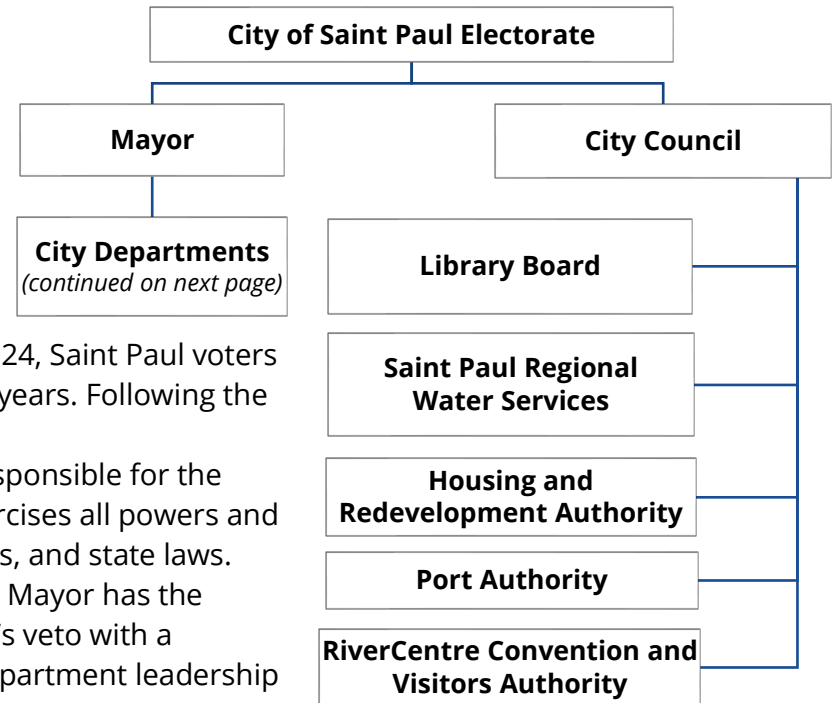 City of Saint Paul Electorate
Mayor
City Council
City Departments
(continued on next page)
Library Board
24, Saint Paul voters
years. Following the
Saint Paul Regional
Water Services
sponsible for the
rcises all powers and
s, and state laws.
Mayor has the
's veto with a
partment leadership
Housing and
Redevelopment Authority
Port Authority
RiverCentre Convention and
Visitors Authority